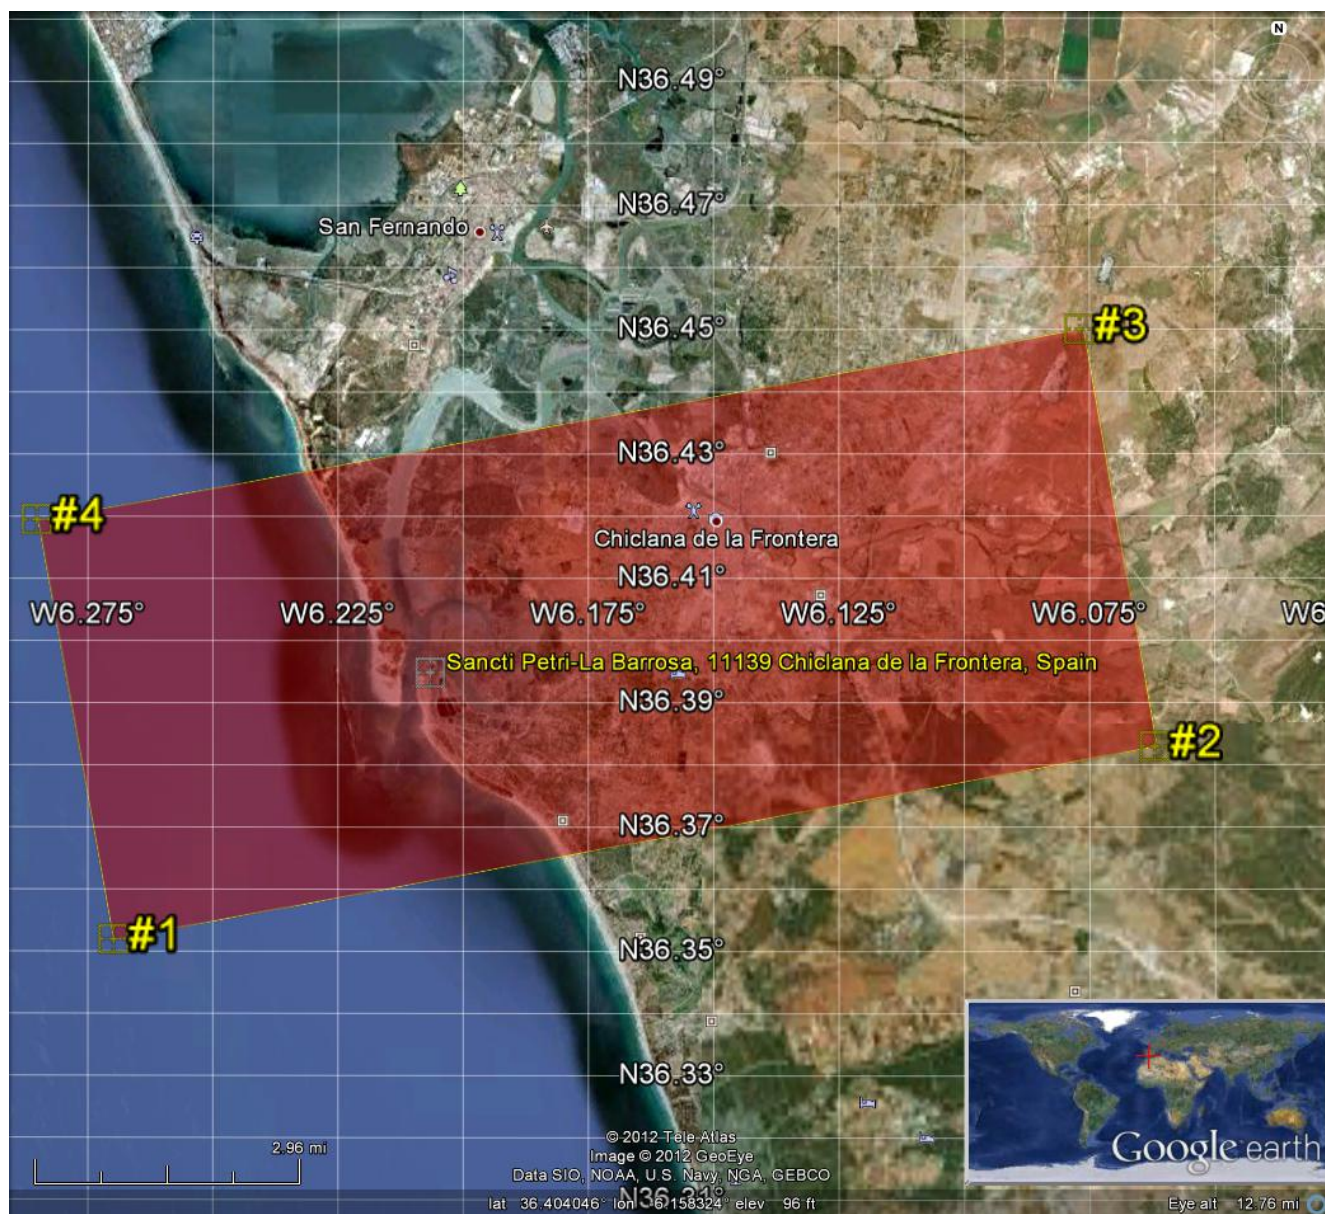 N
N36.49°
N36.47°
San Fernando
N36.45°
#3
N36.43°
#4
Chiclana de la Frontera
N36.41°
W6.275°
W6.225°
W6.175°
W6.125°
W6.075°
W6
Sancti Petri-La Barrosa, 11139 Chiclana de la Frontera, Spain
N36.39°
#2
N36.37°
#1
N36.35°
N36.33°
© 2012 Tele Atlas
2.96 mi
Image © 2012 GeoEye
Google earth
Data SIO, NOAA, U.S. Navy, NGA, GEBCO
N36.31°
lat 36.404046° lon -6.158324° elev 96 ft
Eye alt 12.76 mi